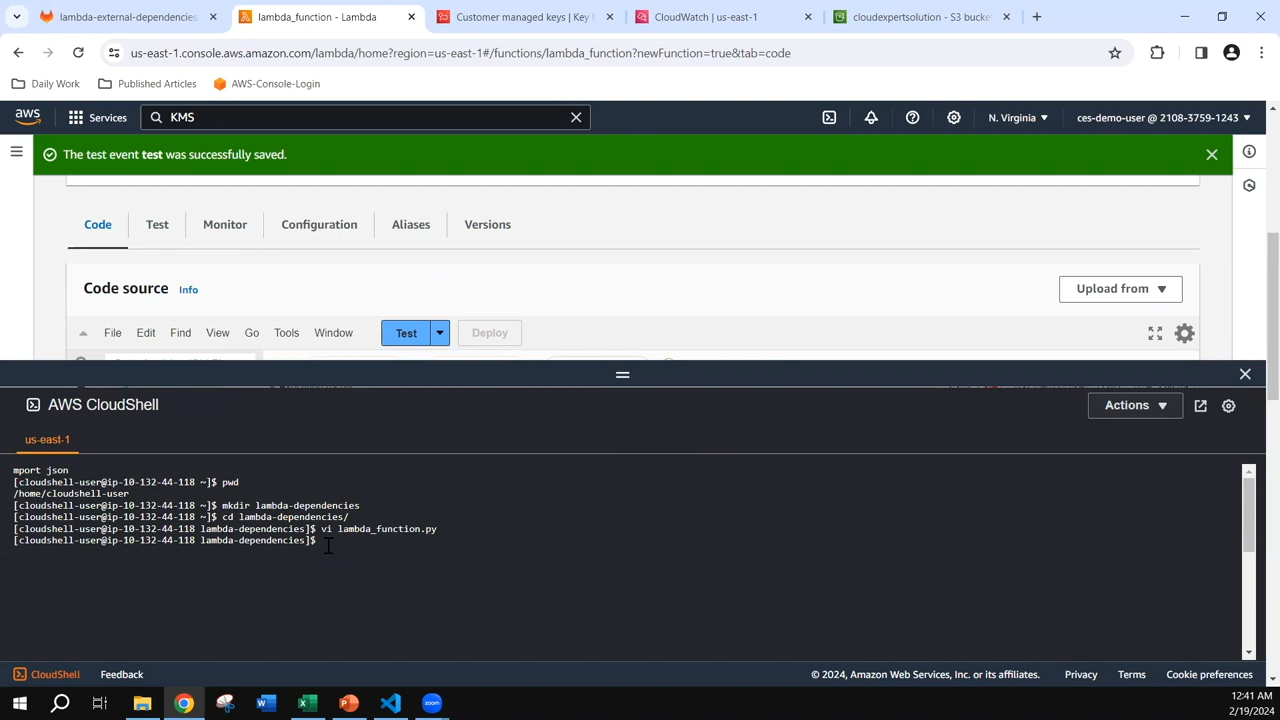 lambda-external-dependencies,
lambda_function - Lambda
Customer managed keys | Key
CloudWatch | us-east-1
cloudexpertsolution - S3 bucke
us-east-1.console.aws.amazon.com/lambda/home?region=us-east-1#/functions/lambda_function?newFunction=true&tab=code
Daily Work
Published Articles
AWS-Console-Login
aws
Services
KMS
N. Virginia
ces-demo-user @ 2108-3759-1243
The test event test was successfully saved.
Code
Test
Monitor
Configuration
Aliases
Versions
Code source
Info
Upload from
File
Edit
Find
View
Go
Tools
Window
Test
Deploy
AWS CloudShell
Actions
us-east-1
mport json
[cloudshell-user@ip-10-132-44-118 ~]$ pwd
/home/cloudshell-user
[cloudshell-user@ip-10-132-44-118 ~]$ mkdir lambda-dependencies
[cloudshell-user@ip-10-132-44-118 ~]$ cd lambda-dependencies/
[cloudshell-user@ip-10-132-44-118 lambda-dependencies]$ vi lambda_function.py
[cloudshell-user@ip-10-132-44-118 lambda-dependencies]$
CloudShell
Feedback
© 2024, Amazon Web Services, Inc. or its affiliates.
Privacy
Terms
Cookie preferences
zoom
12:41 AM
2/19/2024